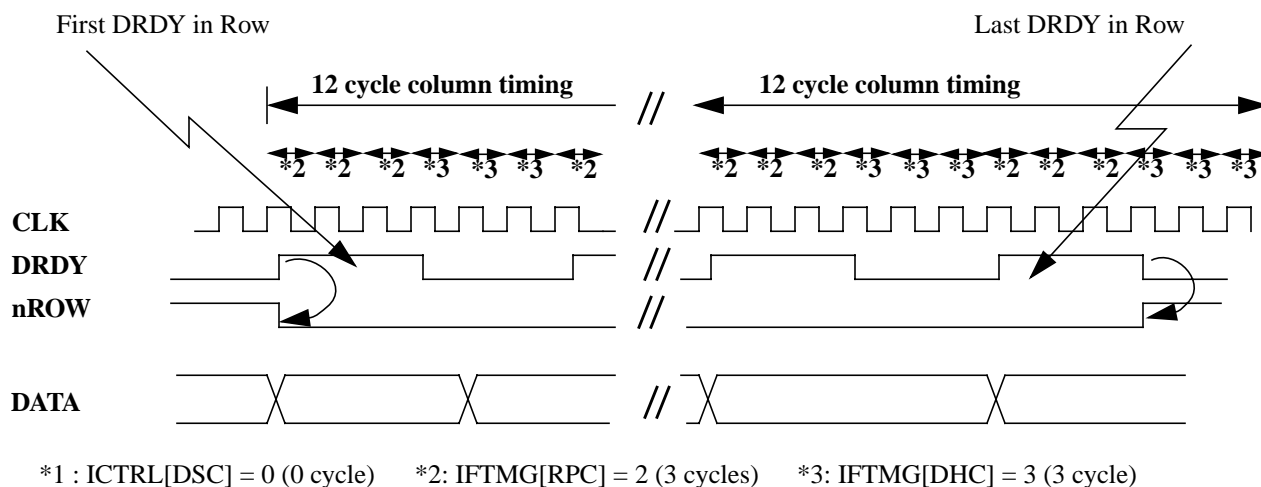 First DRDY in Row
Last DRDY in Row
12 cycle column timing
//
12 cycle column timing
*2 *2 *2 *3 *3 *3 *2
*2 *2 *2 *3 *3 *3 *2 *2 *2 *3 *3 *3
CLK
//
DRDY
//
nROW
//
DATA
//
*1 : ICTRL[DSC] = 0 (0 cycle) *2: IFTMG[RPC] = 2 (3 cycles) *3: IFTMG[DHC] = 3 (3 cycle)